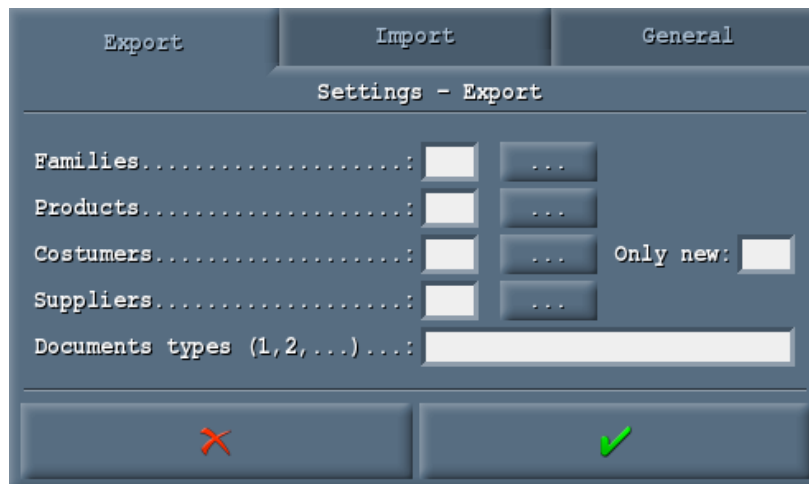 Export Import General
Settings - Export
Families....................: ...
Products....................: ...
Costumers...................: ... Only new:
Suppliers...................: ...
Documents types (1,2,...)...: